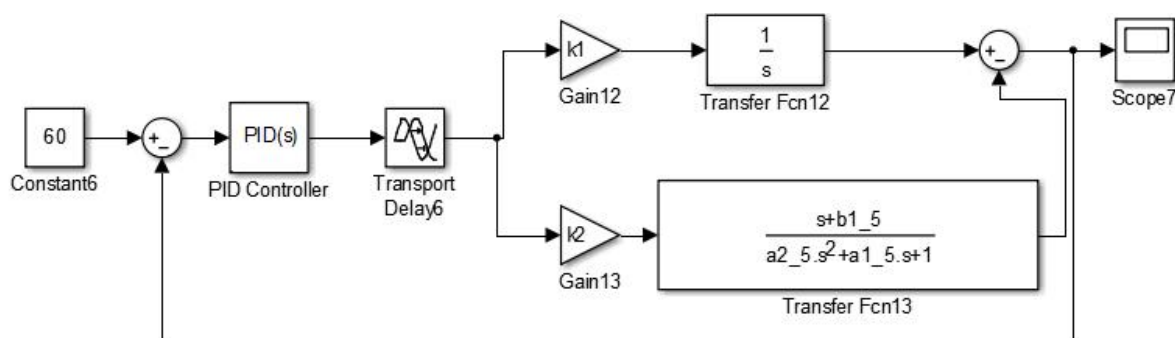 k1
Gain12
1
s
Transfer Fcn12
+
-
Scope7
60
Constant6
+
-
PID(s)
PID Controller
Transport
Delay6
k2
Gain13
s+b1_5
a2_5.s2+a1_5.s+1
Transfer Fcn13